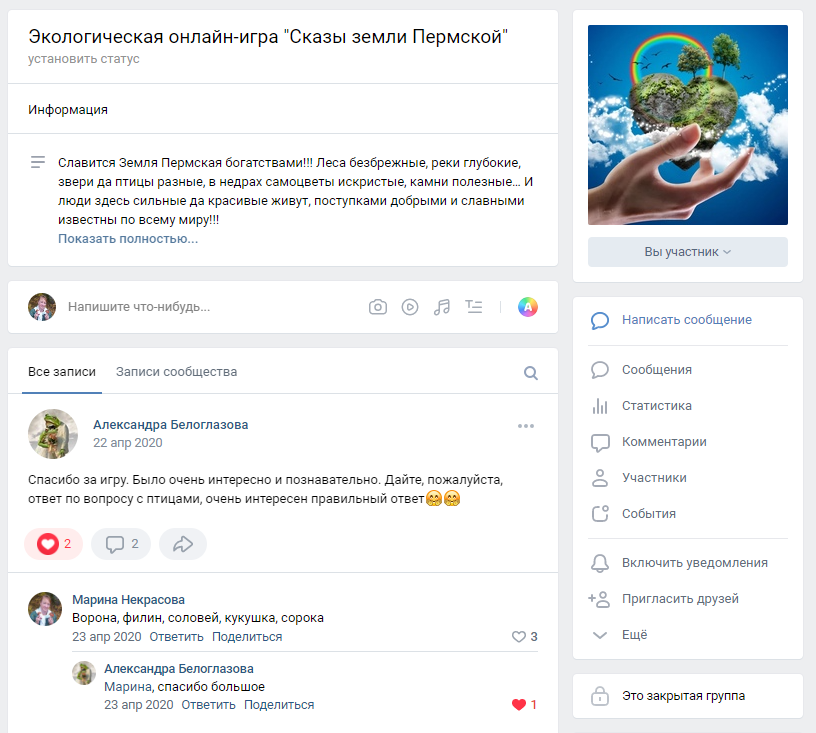 Экологическая онлайн-игра "Сказы земли Пермской"
установить статус
Информация
Славится Земля Пермская богатствами!!! Леса безбрежные, реки глубокие,
звери да птицы разные, в недрах самоцветы искристые, камни полезные... И
люди здесь сильные да красивые живут, поступками добрыми и славными
известны по всему миру!!!
Показать полностью...
Напишите что-нибудь...
A
Все записи Записи сообщества
Александра Белоглазова
22 апр 2020
Спасибо за игру. Было очень интересно и познавательно. Дайте, пожалуйста,
ответ по вопросу с птицами, очень интересен правильный ответ🤗🤗
2 2
Марина Некрасова
Ворона, филин, соловей, кукушка, сорока
23 апр 2020 Ответить Поделиться 3
Александра Белоглазова
Марина, спасибо большое
23 апр 2020 Ответить Поделиться 1
Вы участник
Написать сообщение
Сообщения
Статистика
Комментарии
Участники
События
Включить уведомления
Пригласить друзей
Ещё
Это закрытая группа